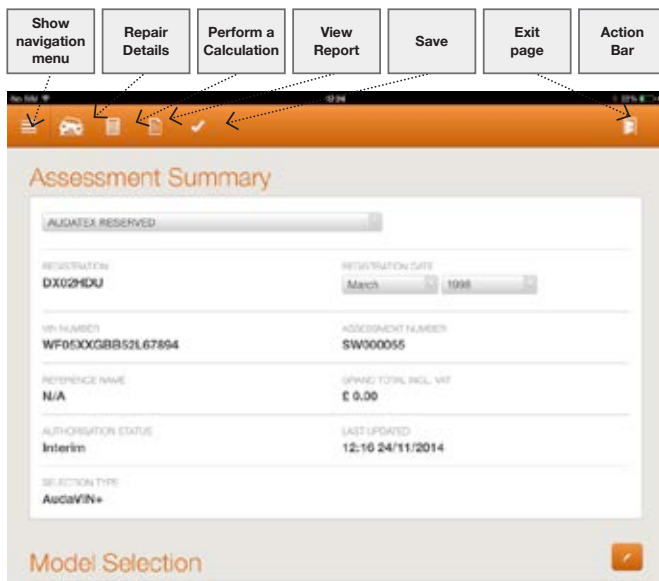 Show navigation menu
Repair Details
Perform a Calculation
View Report
Save
Exit page
Action Bar
No SIM
Assessment Summary
AUDATEX RESERVED
REGISTRATION
REGISTRATION DATE
DX02HDU
March
1998
VIN NUMBER
ASSESSMENT NUMBER
WF05XXGBB52L67894
SW000055
REFERENCE NAME
GRAND TOTAL INCL. VAT
N/A
£ 0.00
AUTHORISATION STATUS
LAST UPDATED
Interim
12:16 24/11/2014
SELECTION TYPE
AudaVIN+
Model Selection